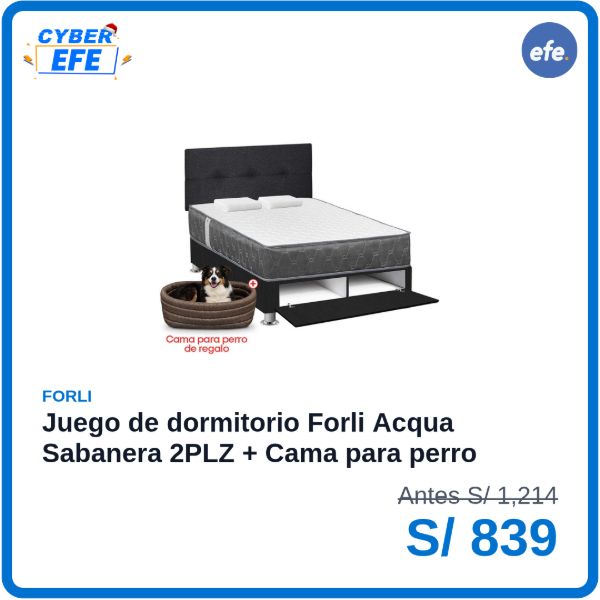 CYBER
EFE
efe.
+
Cama para perro
de regalo
FORLI
Juego de dormitorio Forli Acqua
Sabanera 2PLZ + Cama para perro
Antes S/ 1,214
S/ 839